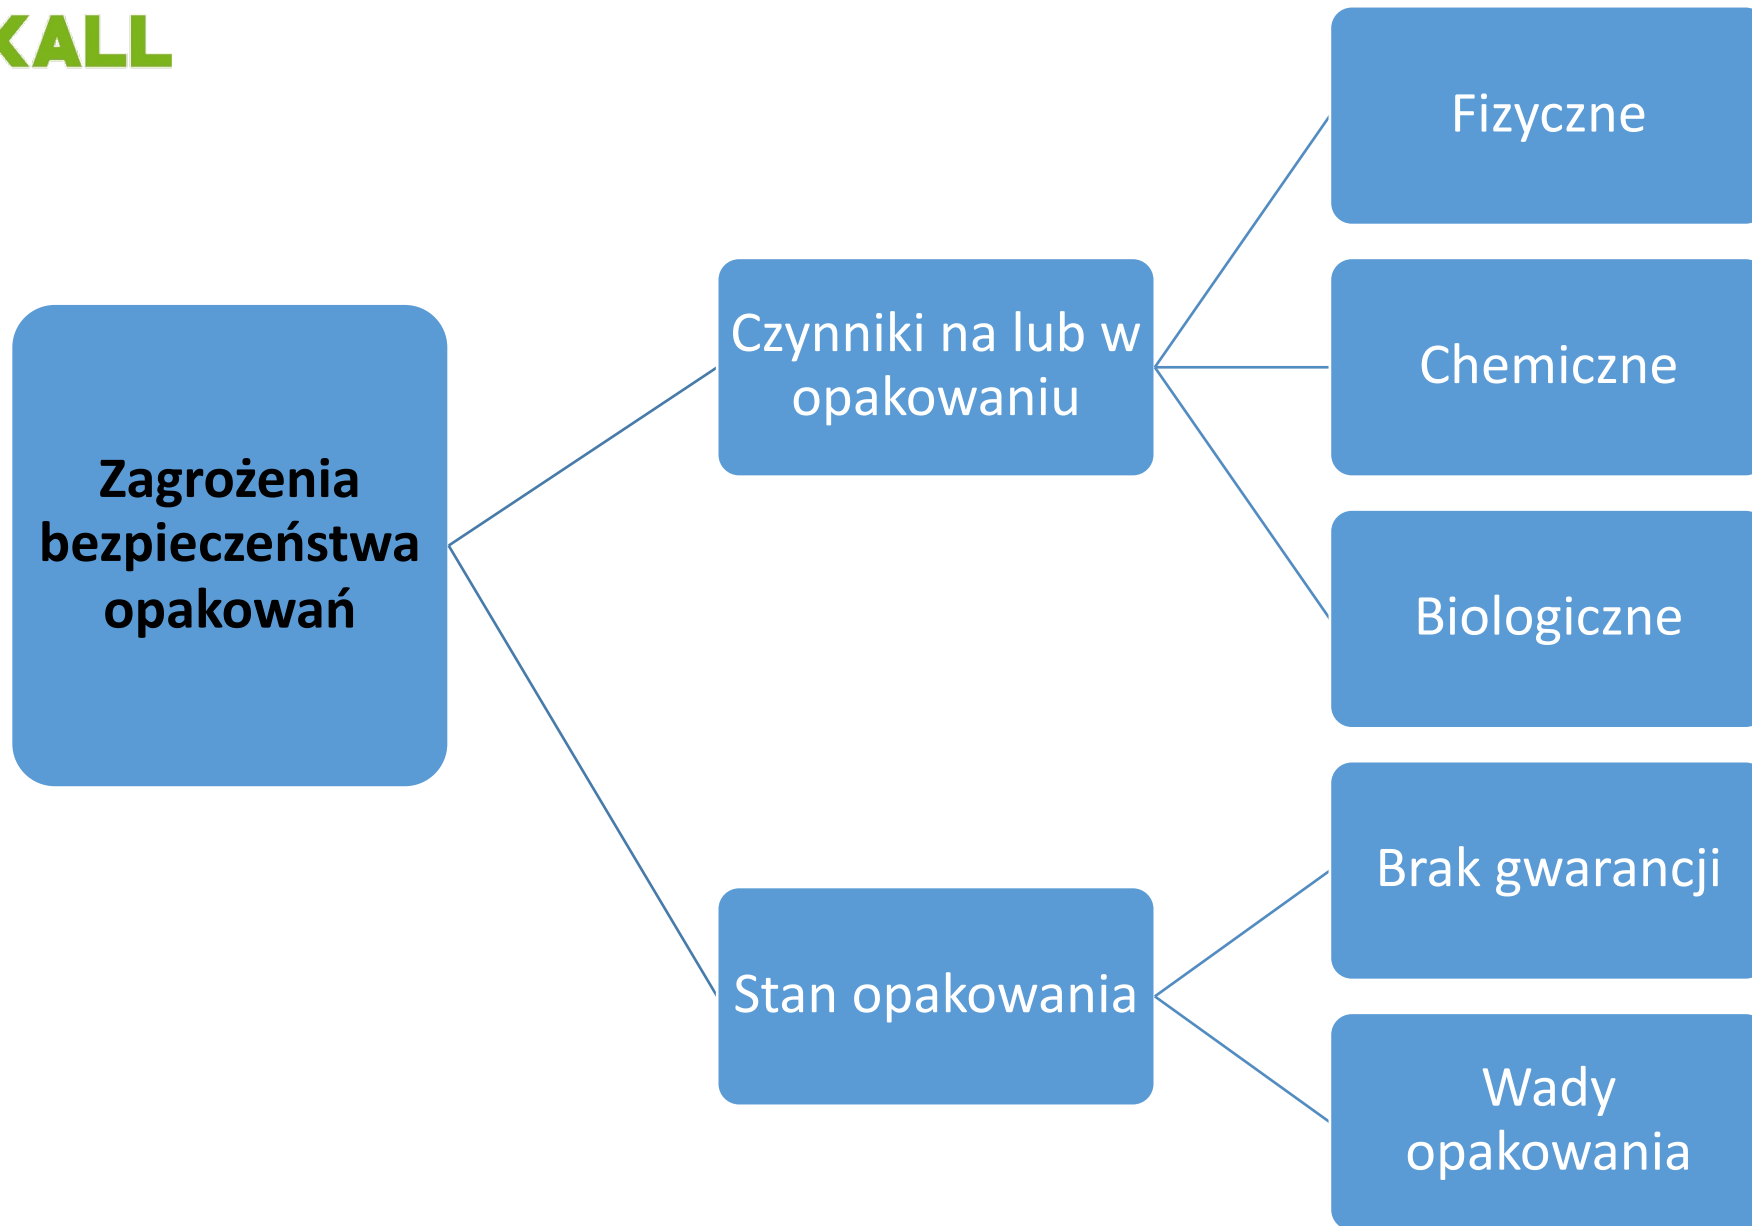 KALL
Fizyczne
Czynniki na lub w
opakowaniu
Chemiczne
Zagrożenia
bezpieczeństwa
opakowań
Biologiczne
Brak gwarancji
Stan opakowania
Wady
opakowania